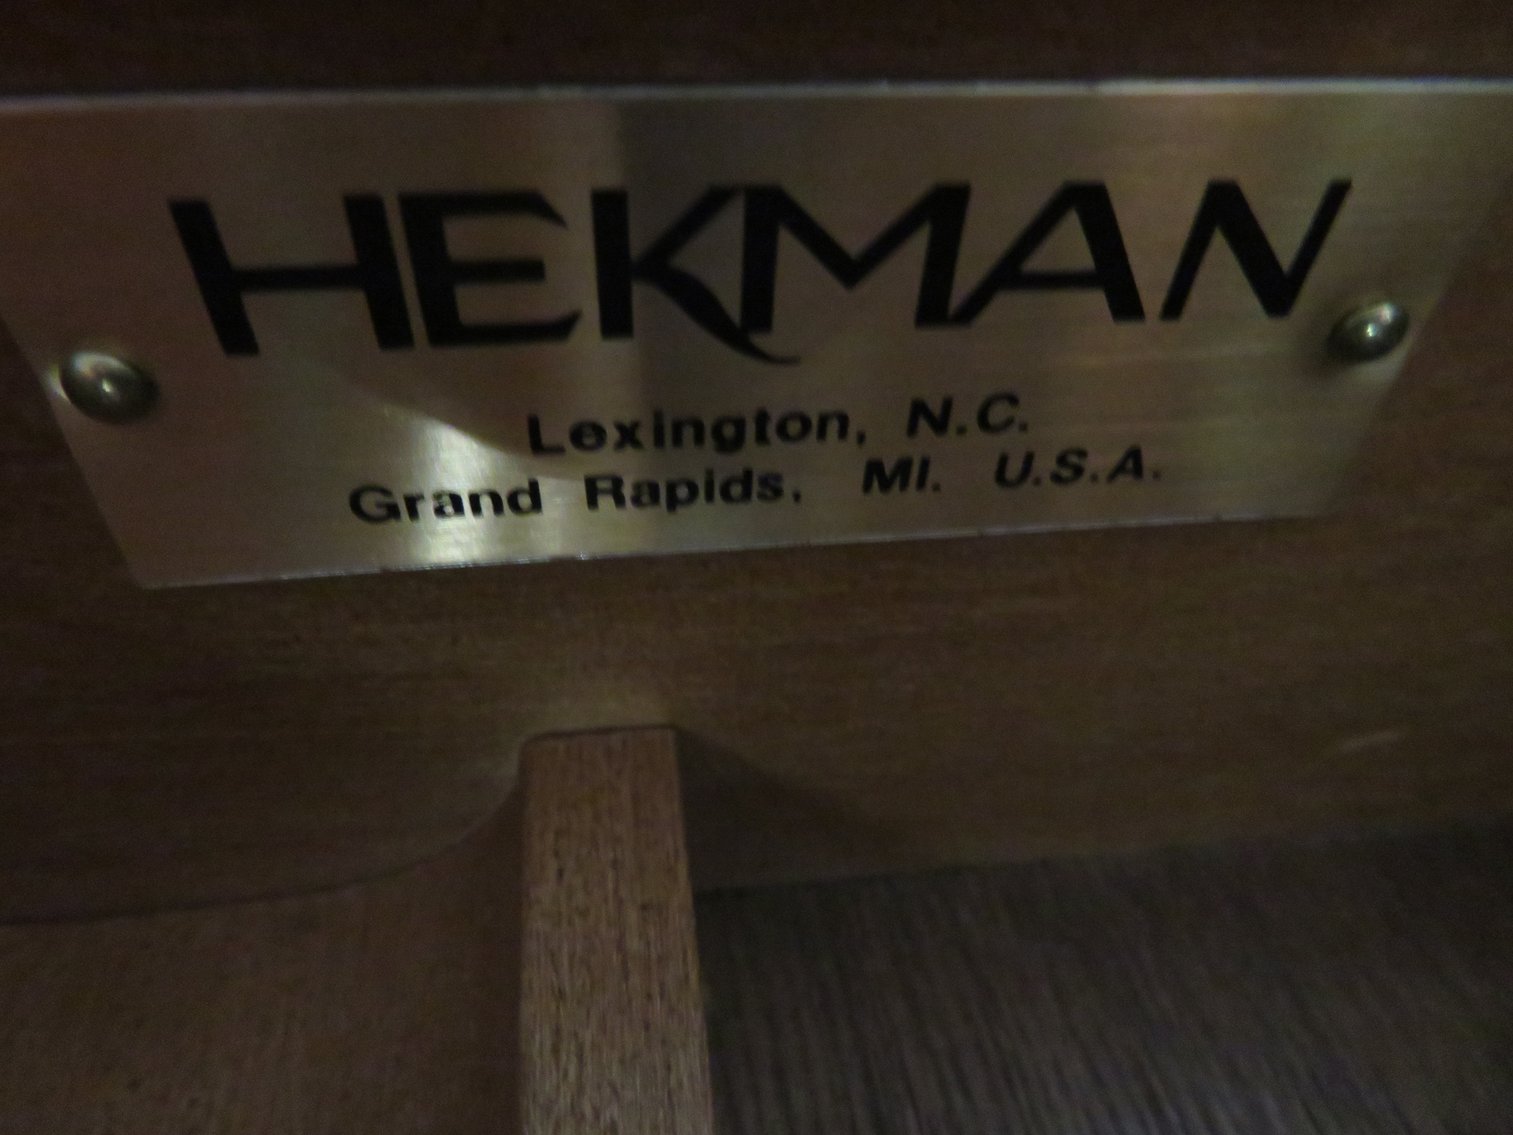 HEKMAN
Lexington, N.C.
Grand Rapids, MI. U.S.A.